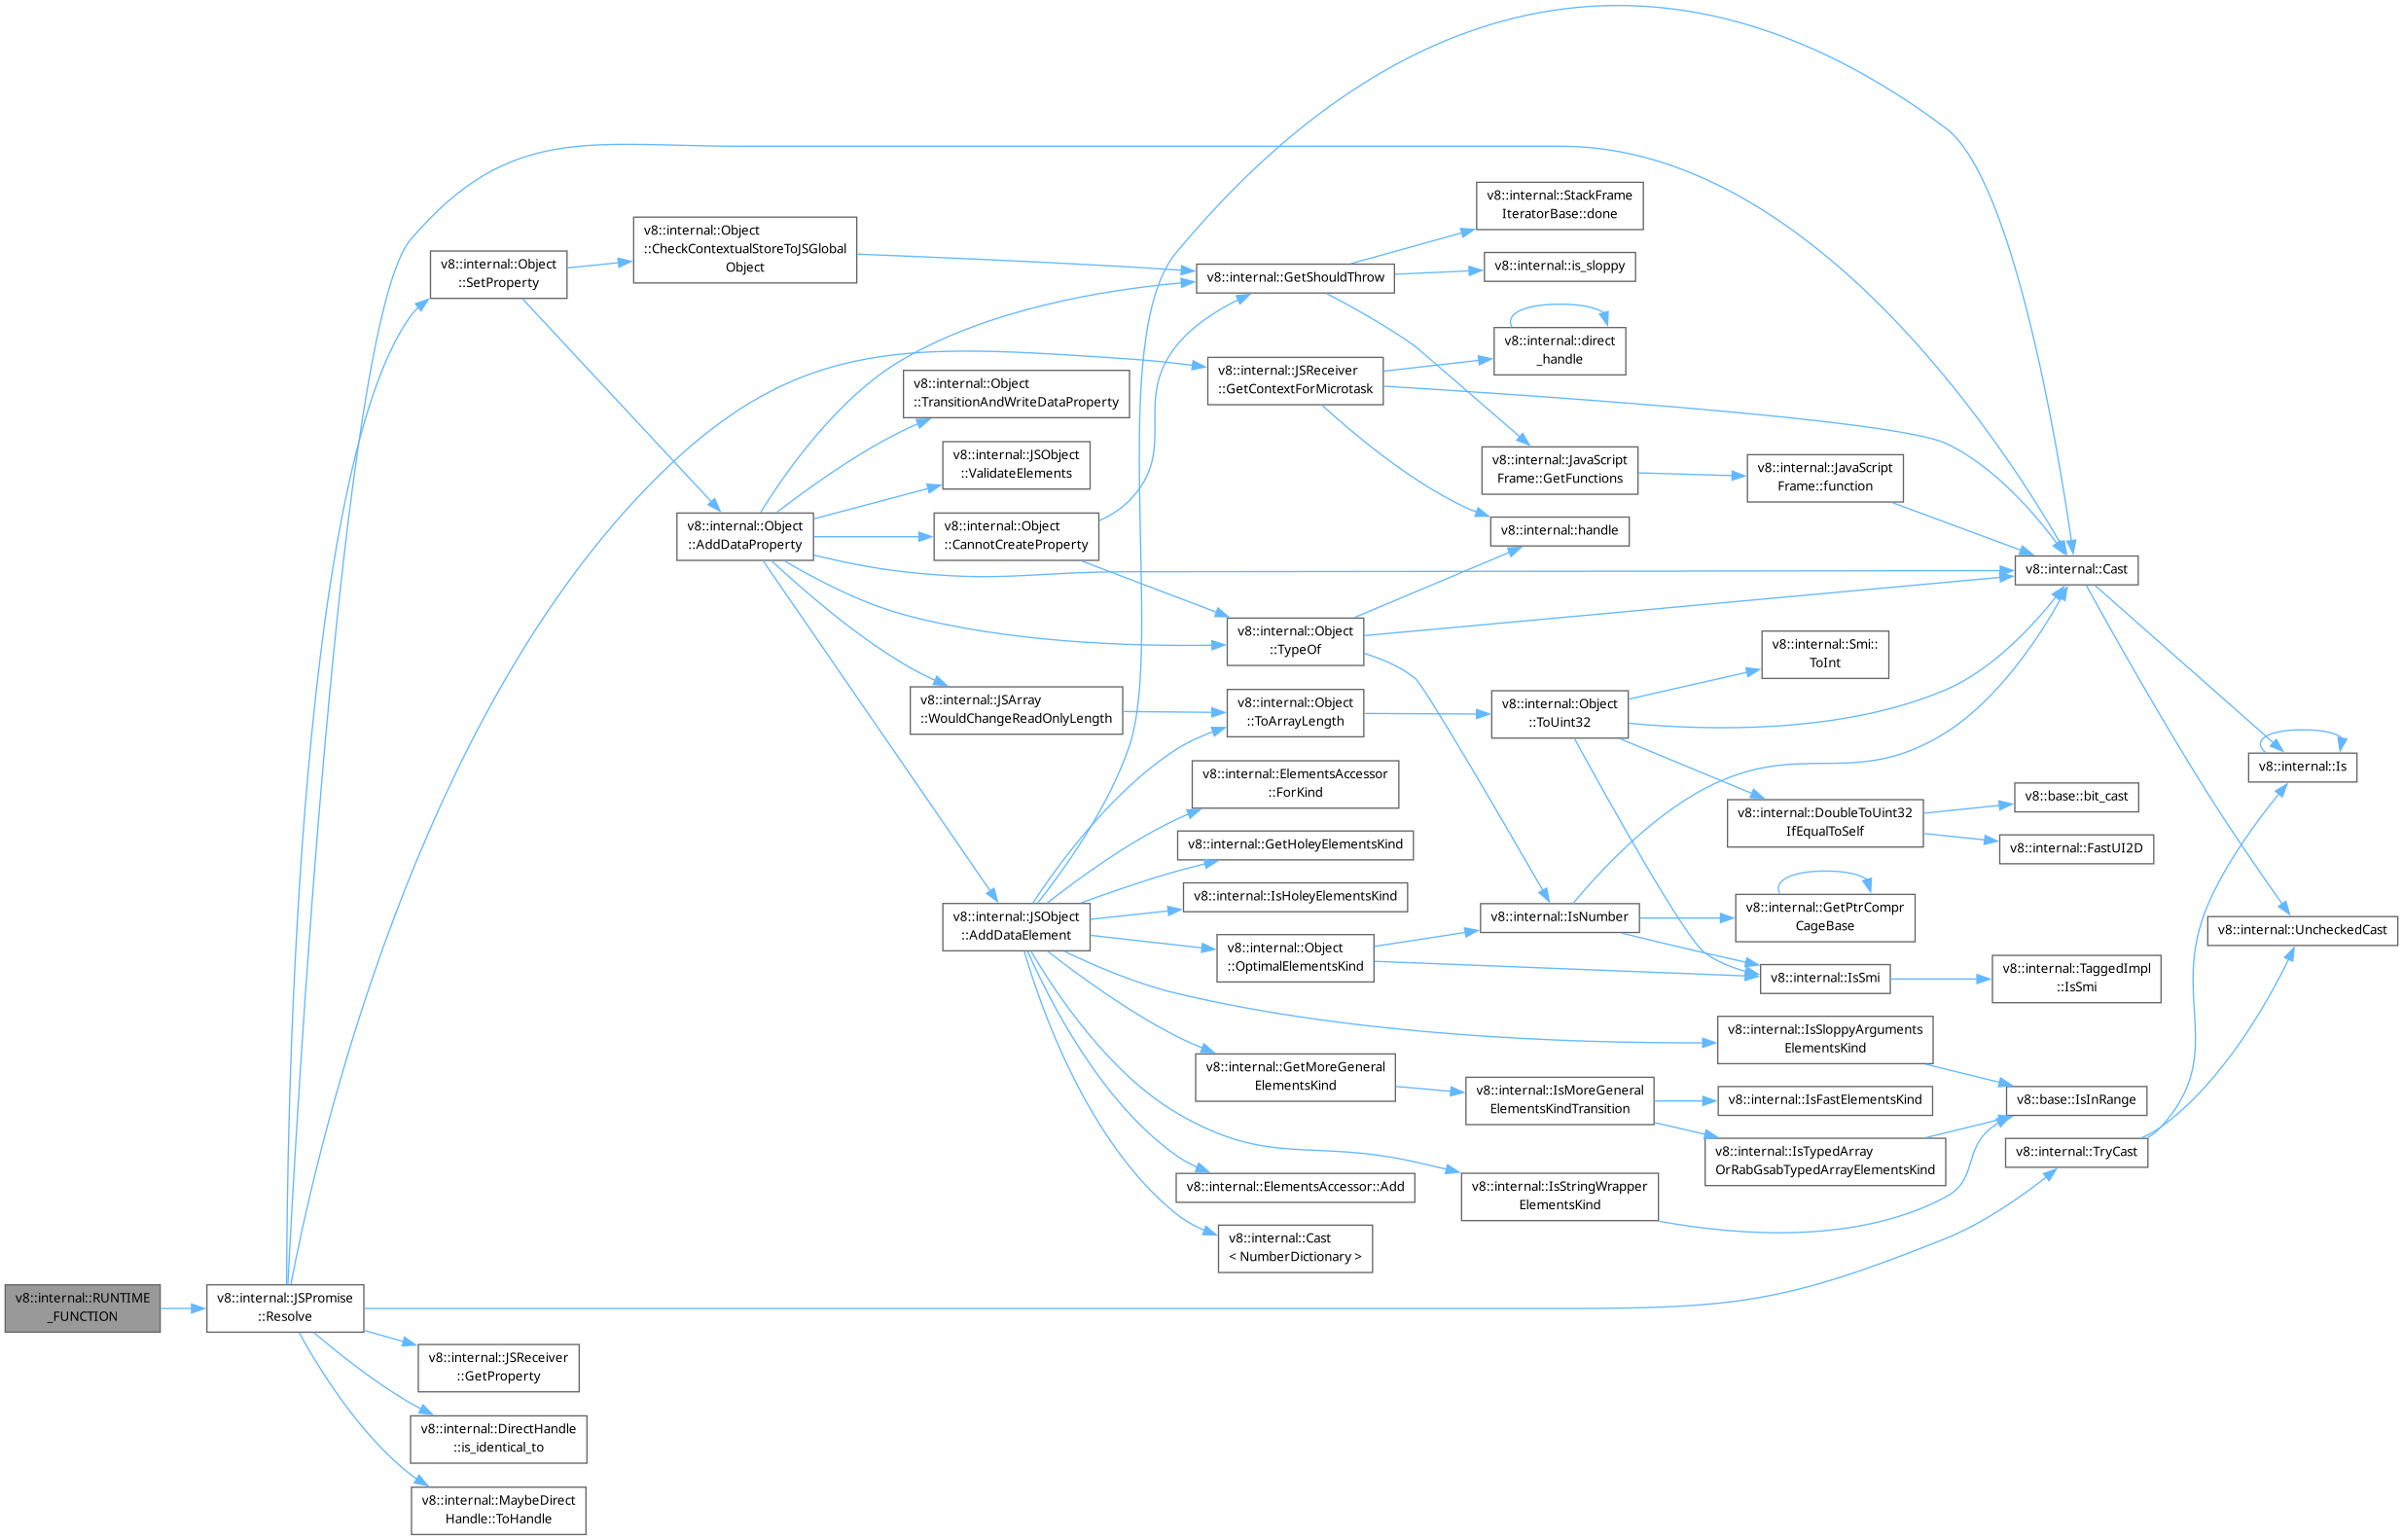 v8::internal::RUNTIME
_FUNCTION
v8::internal::JSPromise
::Resolve
v8::internal::Object
::SetProperty
v8::internal::JSReceiver
::GetProperty
v8::internal::DirectHandle
::is_identical_to
v8::internal::MaybeDirect
Handle::ToHandle
v8::internal::Object
::CheckContextualStoreToJSGlobal
Object
v8::internal::Object
::AddDataProperty
v8::internal::Object
::TransitionAndWriteDataProperty
v8::internal::JSObject
::ValidateElements
v8::internal::Object
::CannotCreateProperty
v8::internal::JSArray
::WouldChangeReadOnlyLength
v8::internal::JSObject
::AddDataElement
v8::internal::GetShouldThrow
v8::internal::JSReceiver
::GetContextForMicrotask
v8::internal::Object
::TypeOf
v8::internal::Object
::ToArrayLength
v8::internal::ElementsAccessor
::ForKind
v8::internal::GetHoleyElementsKind
v8::internal::IsHoleyElementsKind
v8::internal::Object
::OptimalElementsKind
v8::internal::GetMoreGeneral
ElementsKind
v8::internal::ElementsAccessor::Add
v8::internal::Cast
< NumberDictionary >
v8::internal::StackFrame
IteratorBase::done
v8::internal::is_sloppy
v8::internal::direct
_handle
v8::internal::JavaScript
Frame::GetFunctions
v8::internal::handle
v8::internal::Object
::ToUint32
v8::internal::IsNumber
v8::internal::IsMoreGeneral
ElementsKindTransition
v8::internal::IsStringWrapper
ElementsKind
v8::internal::JavaScript
Frame::function
v8::internal::Smi::
ToInt
v8::internal::DoubleToUint32
IfEqualToSelf
v8::internal::GetPtrCompr
CageBase
v8::internal::IsSmi
v8::internal::IsSloppyArguments
ElementsKind
v8::internal::IsFastElementsKind
v8::internal::IsTypedArray
OrRabGsabTypedArrayElementsKind
v8::internal::Cast
v8::base::bit_cast
v8::internal::FastUI2D
v8::internal::TaggedImpl
::IsSmi
v8::base::IsInRange
v8::internal::TryCast
v8::internal::Is
v8::internal::UncheckedCast